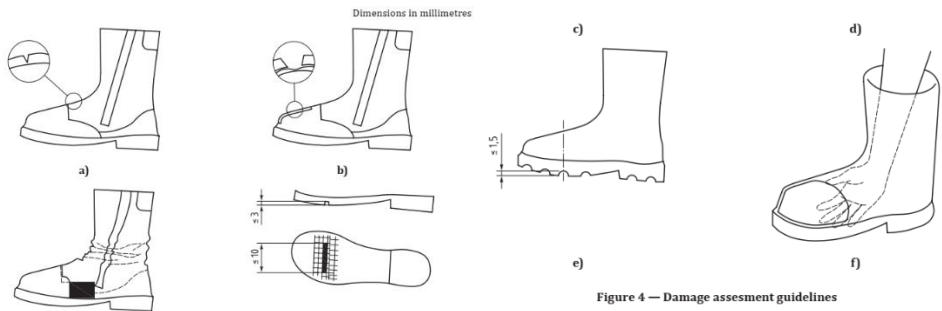 Dimensions in millimetres
a)
b)
c)
d)
≤ 3
≤ 10
≤ 1,5
e)
f)
Figure 4 — Damage assesment guidelines